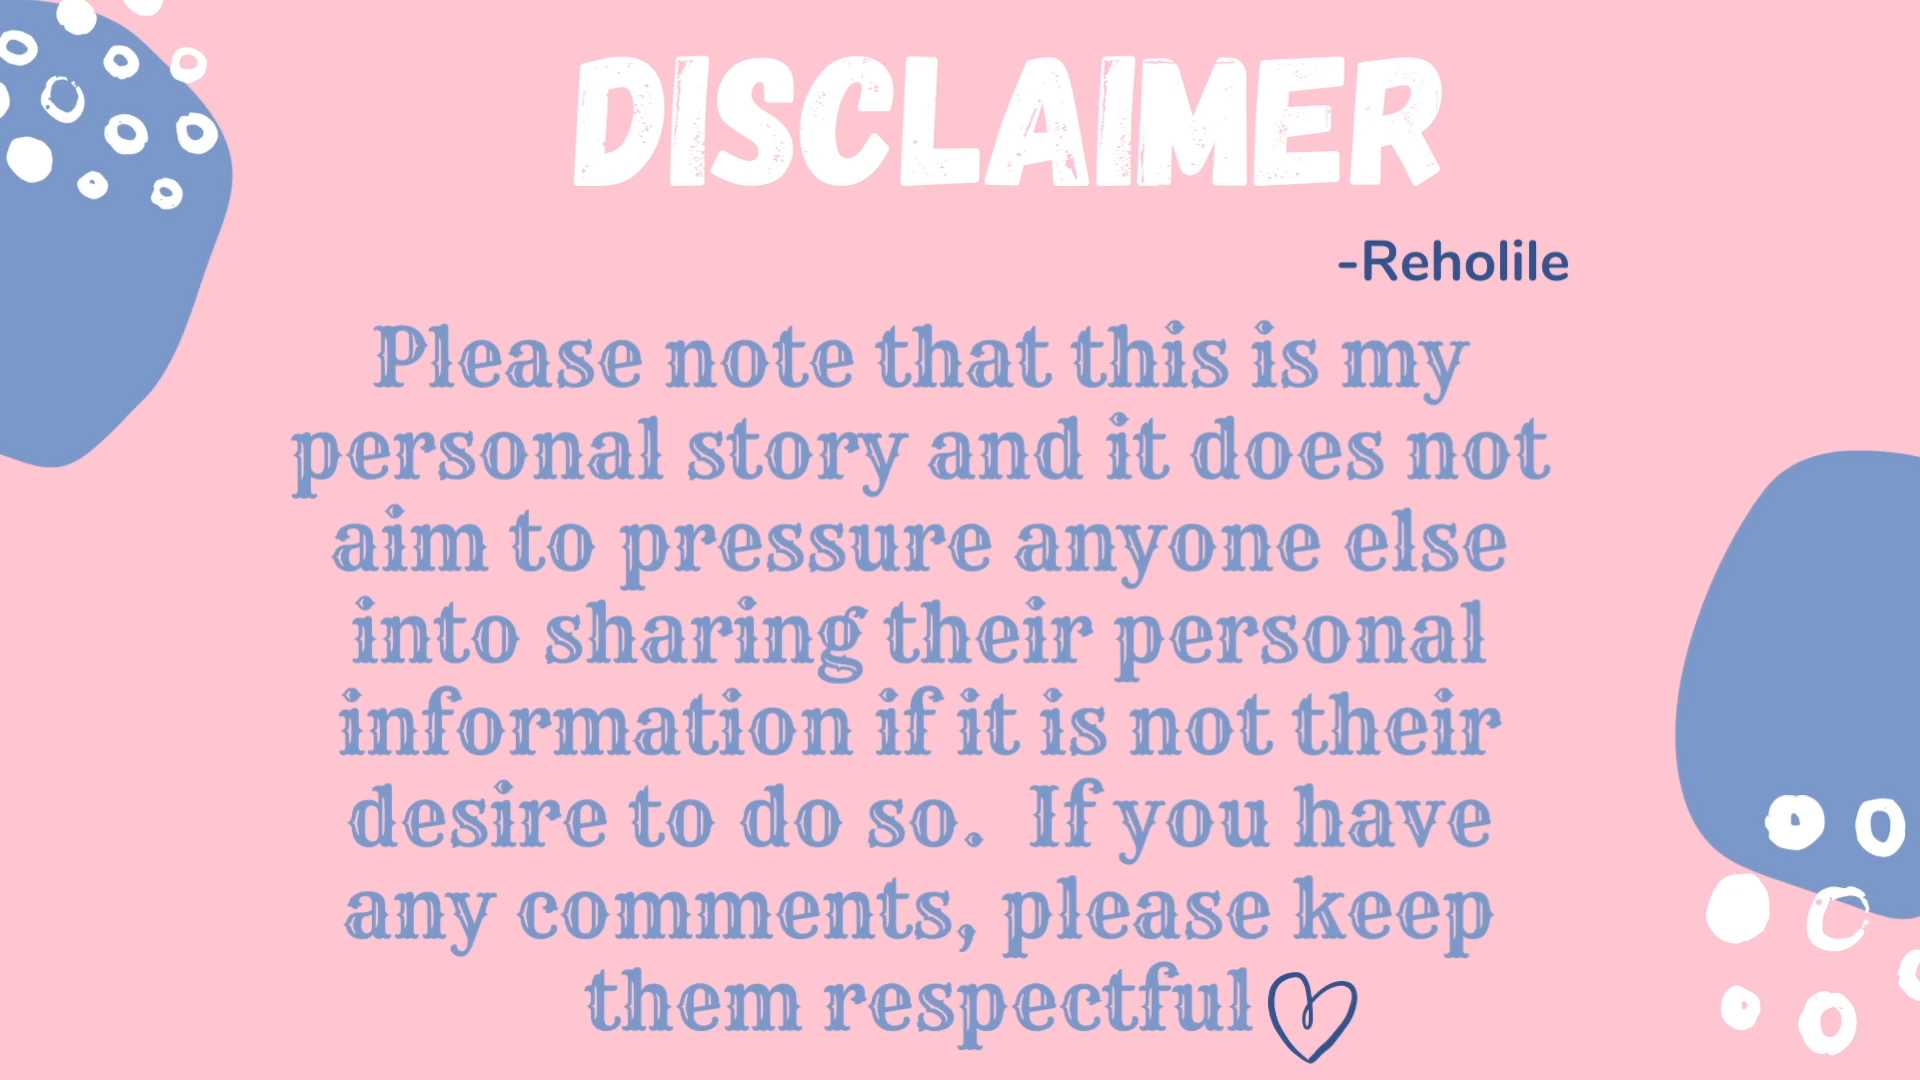 DISCLAIMER
-Reholile
Please note that this is my
personal story and it does not
aim to pressure anyone else
into sharing their personal
information if it is not their
desire to do so.  If you have
any comments, please keep
them respectful